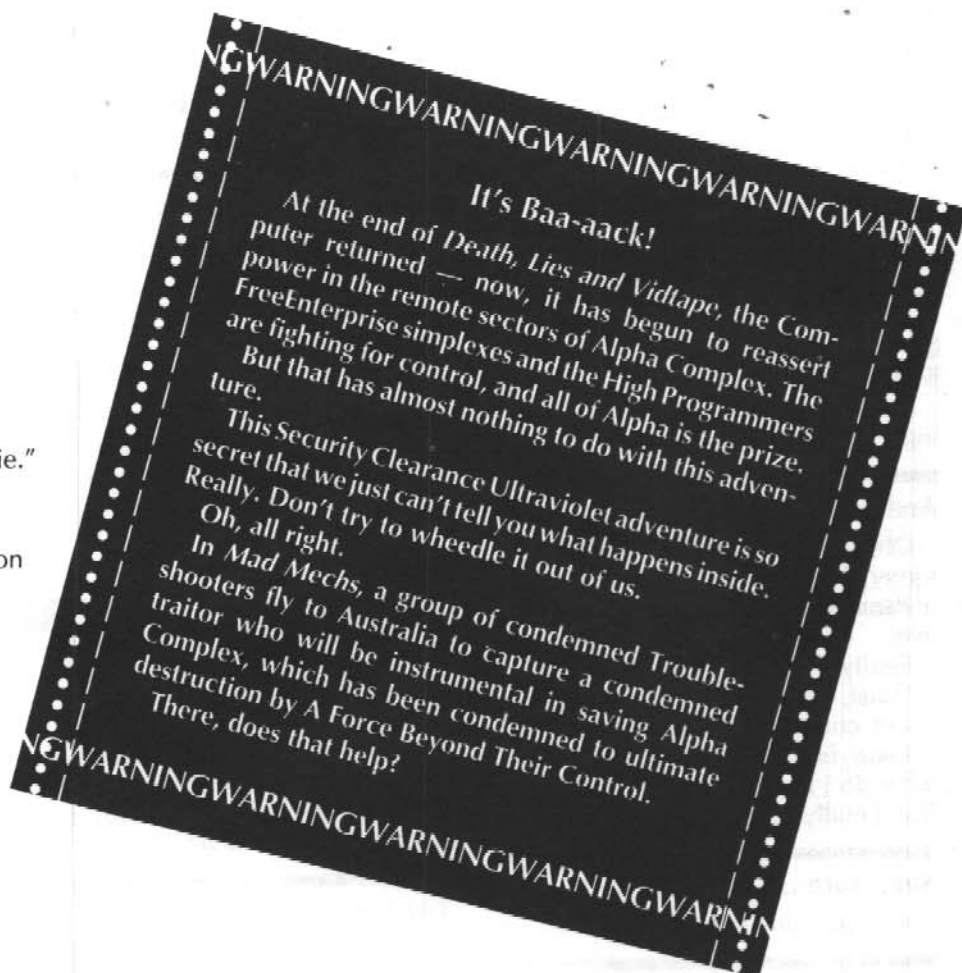 NGWARNINGWARNINGWARNINGWARNINGWARNIN
It's Baa-aack!
At the end of Death, Lies and Vidtape, the Com-
puter returned — now, it has begun to reassert
power in the remote sectors of Alpha Complex. The
FreeEnterprise simplexes and the High Programmers
are fighting for control, and all of Alpha is the prize.
But that has almost nothing to do with this adven-
ture.
This Security Clearance Ultraviolet adventure is so
secret that we just can't tell you what happens inside.
Really. Don't try to wheedle it out of us.
Oh, all right.
In Mad Mechs, a group of condemned Trouble-
shooters fly to Australia to capture a condemned
traitor who will be instrumental in saving Alpha
Complex, which has been condemned to ultimate
destruction by A Force Beyond Their Control.
There, does that help?
NGWARNINGWARNINGWARNINGWARNINGWARNIN
ie."
on